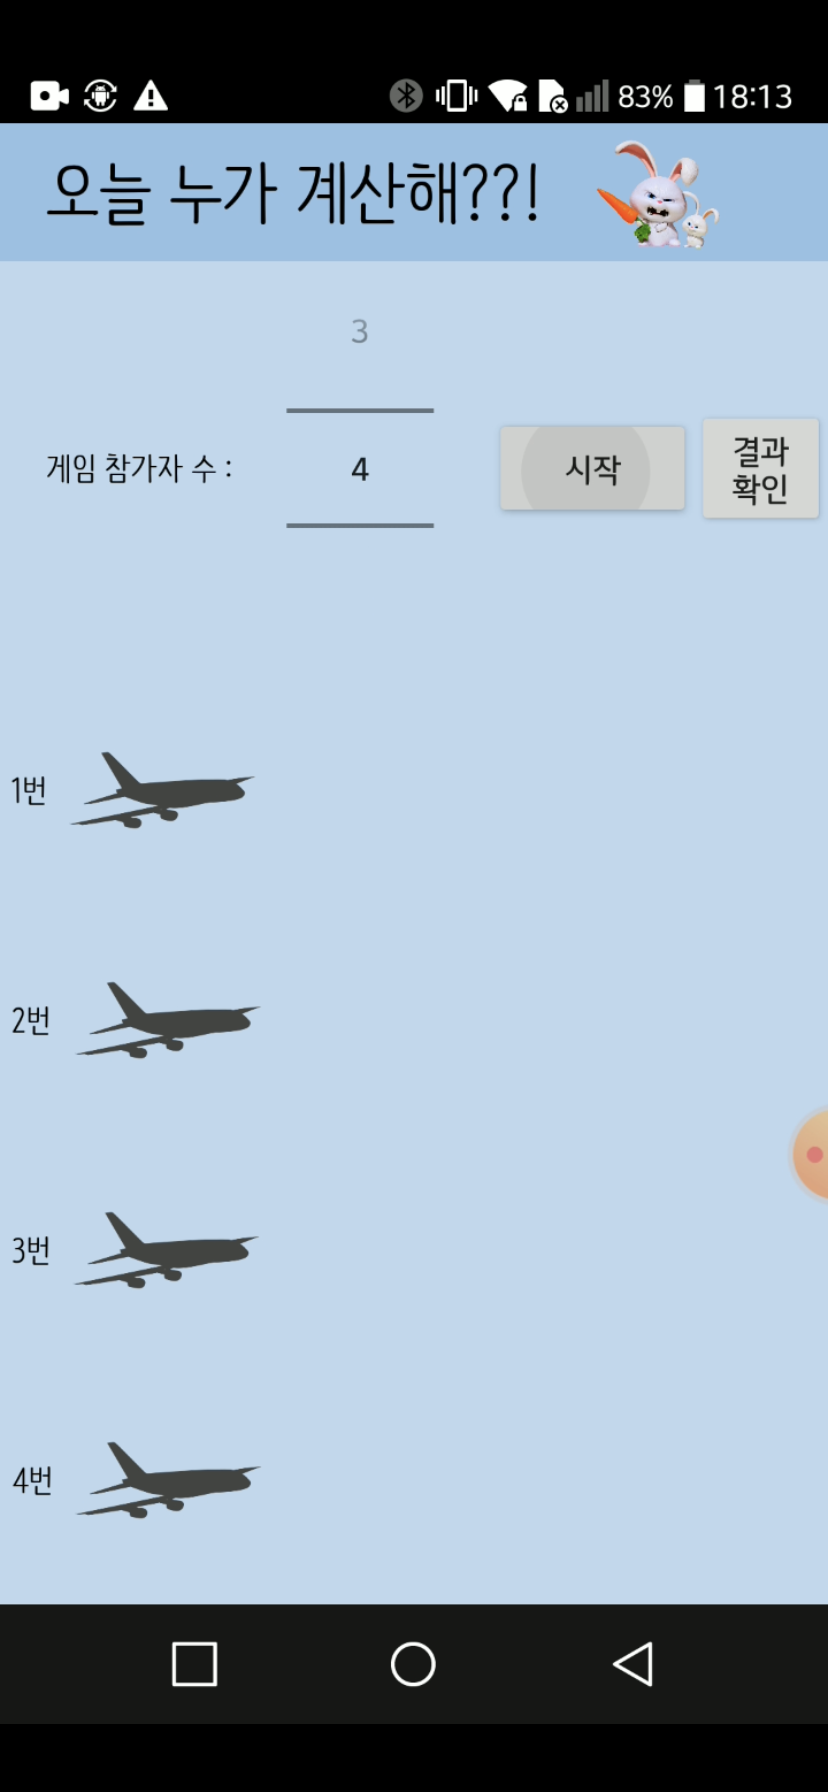 83% 18:13
오늘 누가 계산해??!
3
게임 참가자 수 :
4
시작
결과
확인
1번
2번
3번
4번